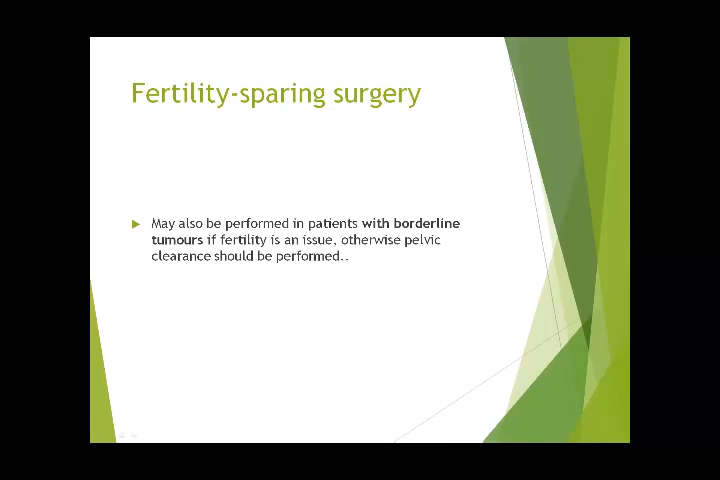 Fertility-sparing surgery
May also be performed in patients with borderline
tumours if fertility is an issue, otherwise pelvic
clearance should be performed..